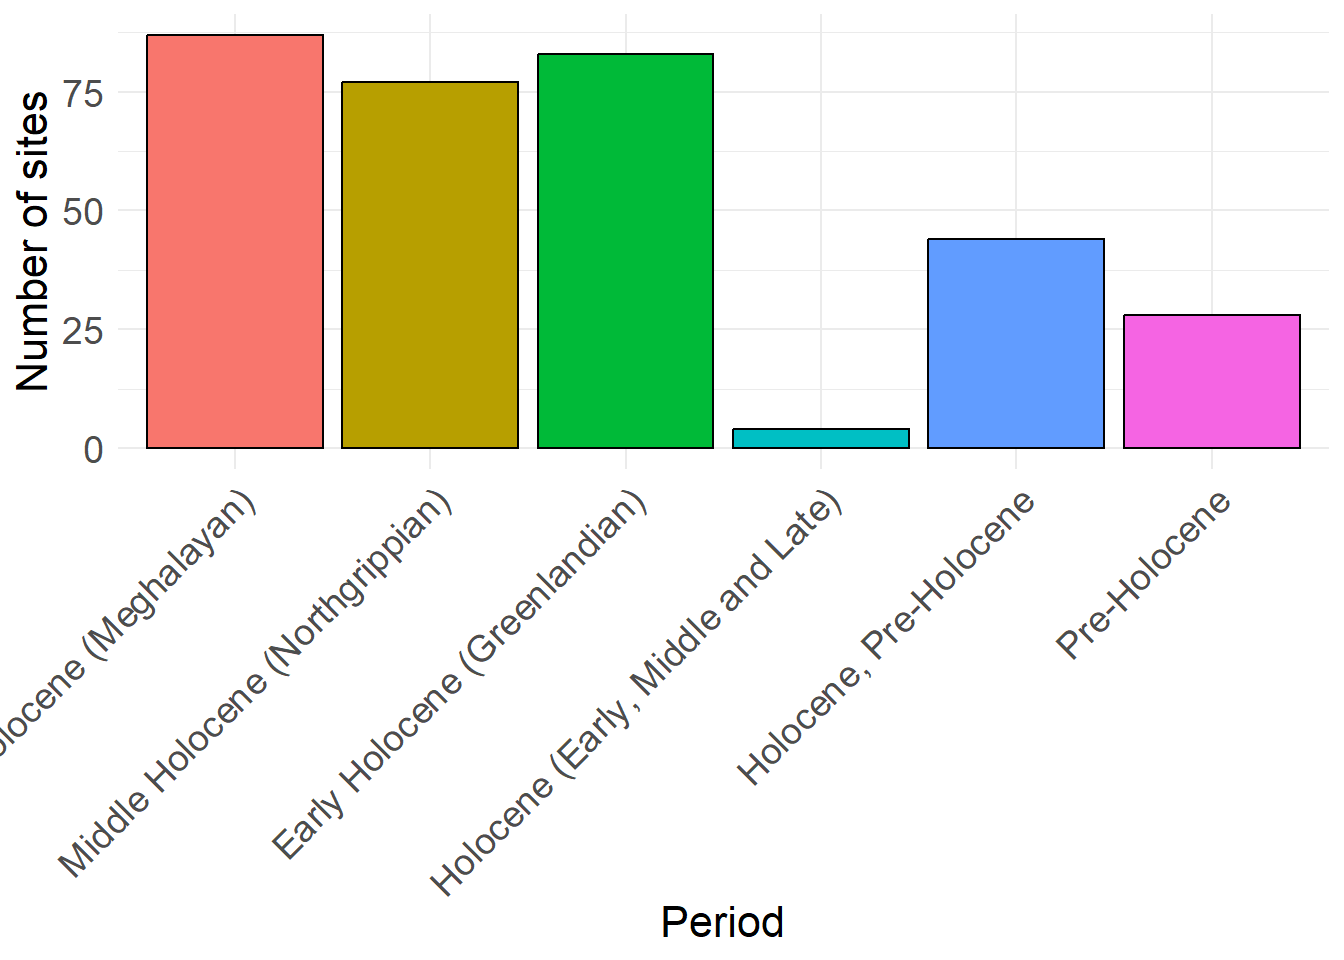 Number of sites
75
50
25
0
(Meghalayan)
Middle Holocene (Northgrippian)
Early Holocene (Greenlandian)
Holocene (Early, Middle and Late)
Holocene, Pre-Holocene
Pre-Holocene
Period